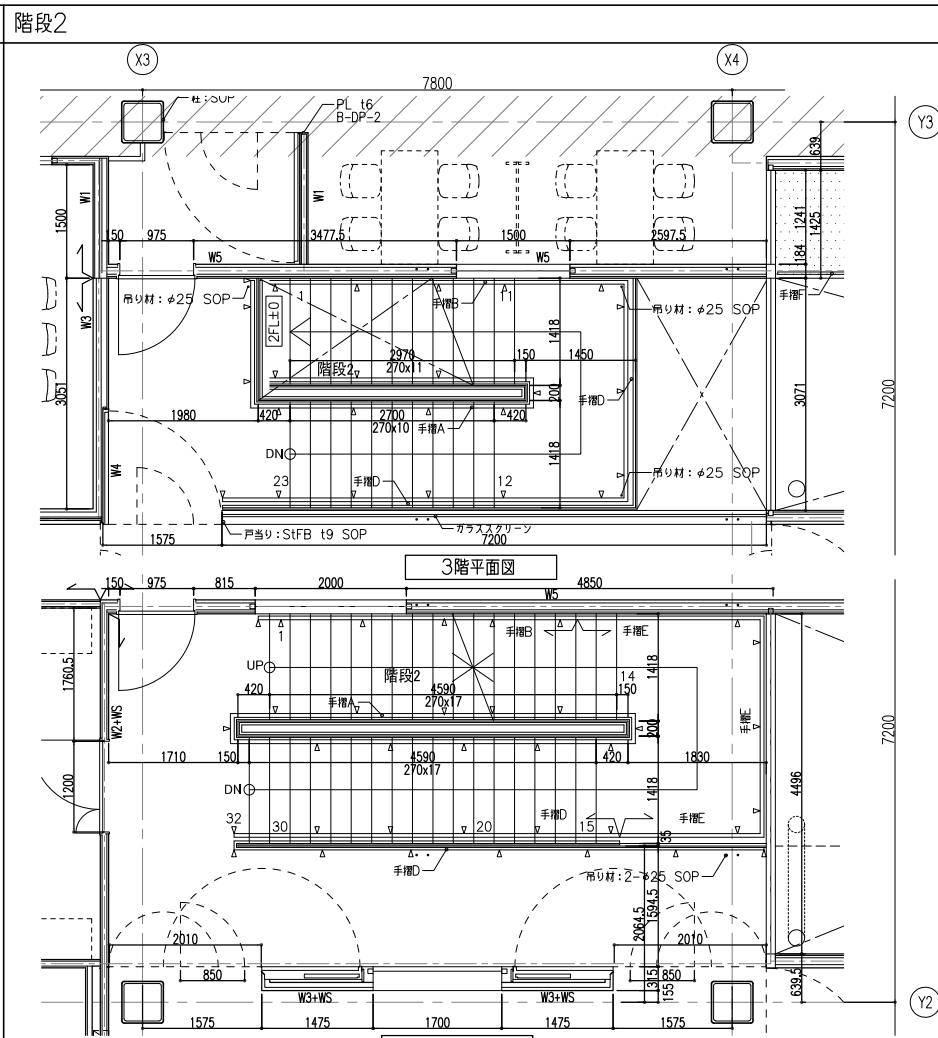 階段2
X3
X4
7800
柱:SOP
PL t6
B-DP-2
Y3
639
W1
W1
1500
1241
1425
184
150
975
3477.5
1500
2597.5
W5
W5
吊り材:φ25 SOP
1
手摺B
11
吊り材:φ25 SOP
手摺F
W3
2FL±0
1418
2970
150
1450
階段2
270x11
3051
200
手摺D
3071
7200
1980
420
2700
420
270x10
手摺A
1418
DN
W4
23
手摺D
12
吊り材:φ25 SOP
戸当り:StFB t9 SOP
ガラススクリーン
1575
7200
3階平面図
150
975
815
2000
4850
W5
1
手摺B
手摺E
1760.5
UP
階段2
1418
14
420
4590
150
手摺A
270x17
W2+WS
200
手摺E
7200
1710
150
4590
420
1830
270x17
1200
DN
1418
4496
32
30
手摺D
20
15
手摺E
35
手摺D
吊り材:2-φ25 SOP
2064.5
1594.5
2010
2010
850
850
315
155
639.5
W3+WS
W3+WS
Y2
1575
1475
1700
1475
1575